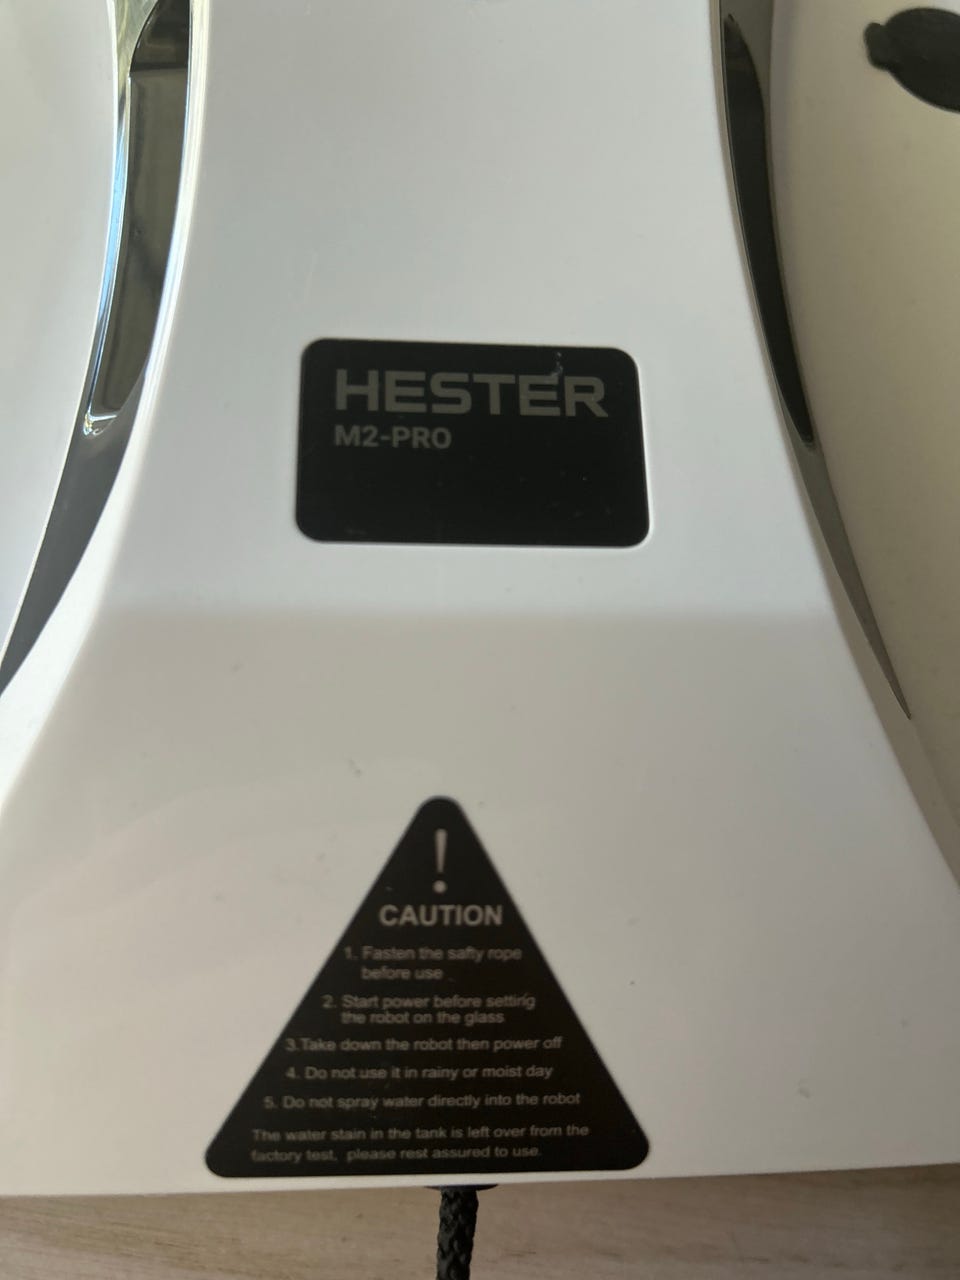 HESTER
M2-PRO
!
CAUTION
1. Fasten the safty rope
before use
2. Start power before setting
the robot on the glass
3.Take down the robot then power off
4. Do not use it in rainy or moist day
5. Do not spray water directly into the robot
The water stain in the tank is left over from the
factory test, please rest assured to use.